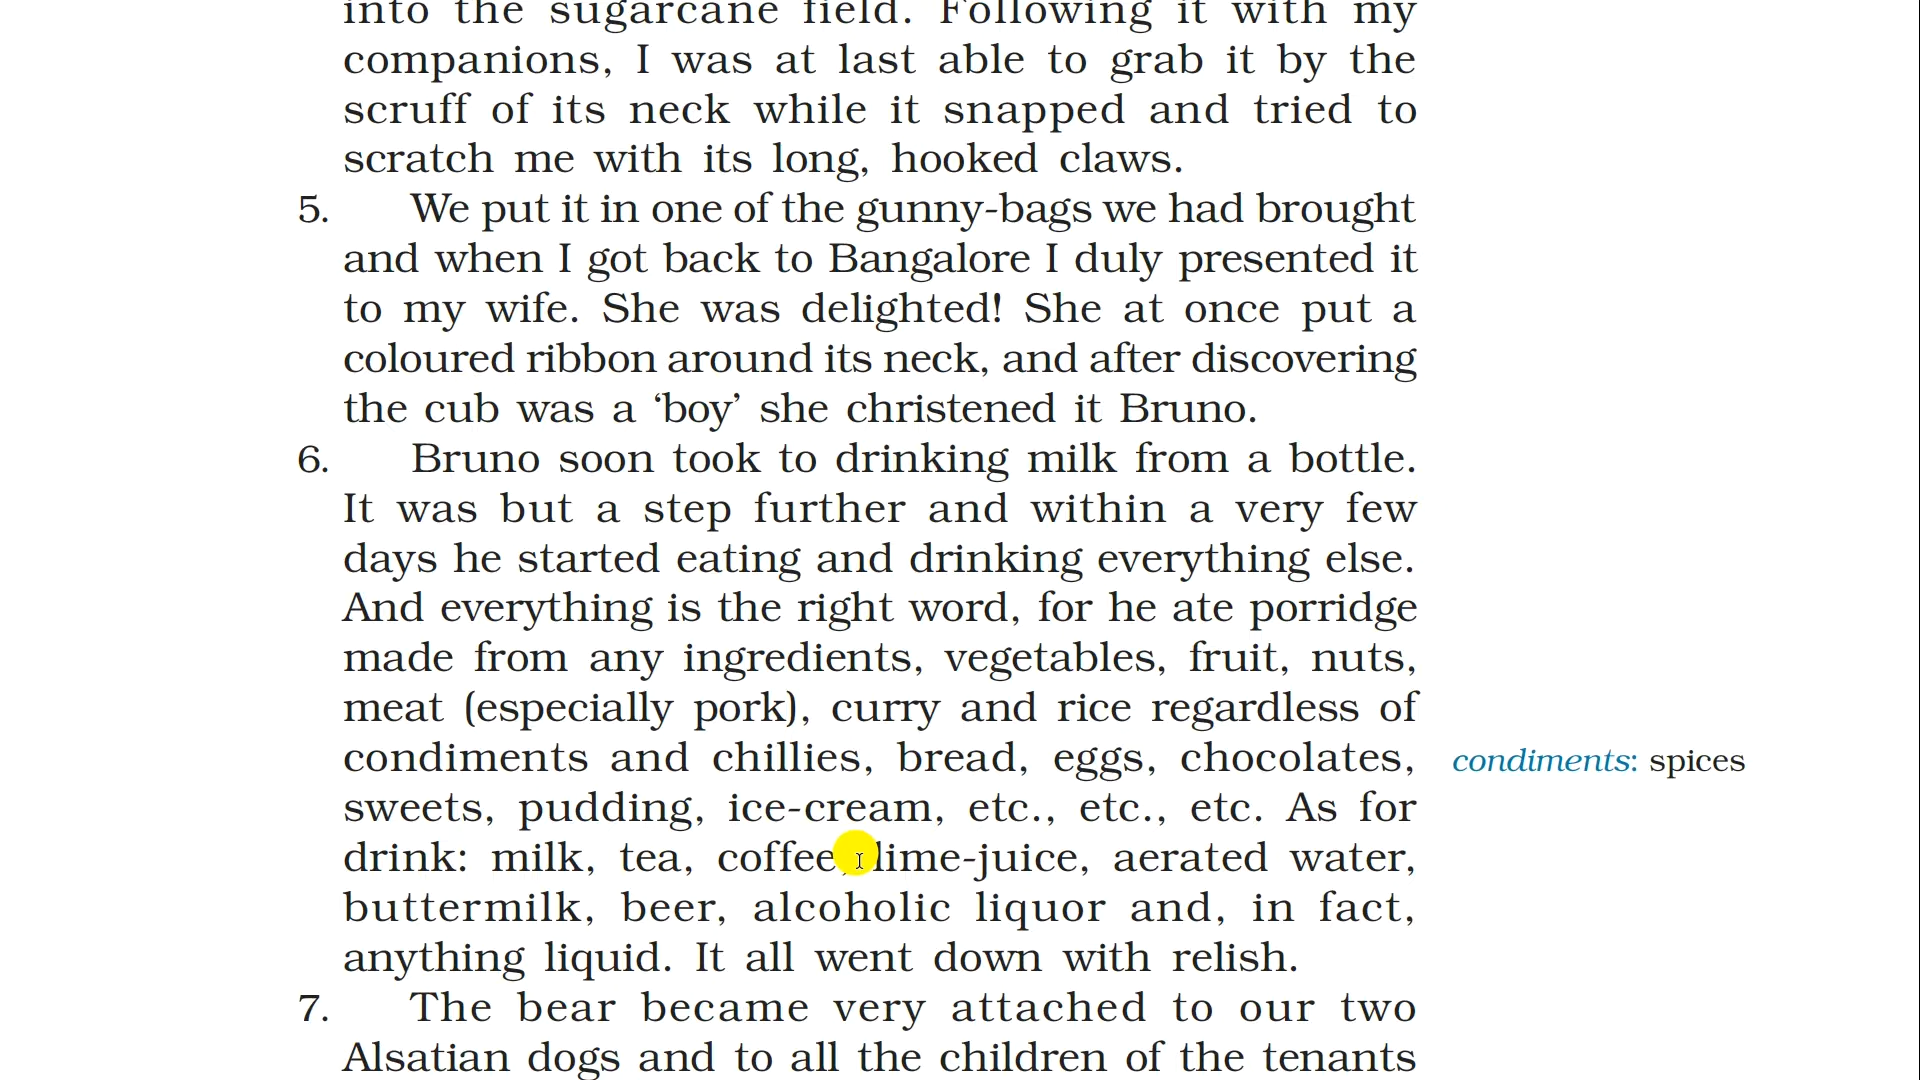 into the sugarcane field. Following it with my
companions, I was at last able to grab it by the
scruff of its neck while it snapped and tried to
scratch me with its long, hooked claws.
5. We put it in one of the gunny-bags we had brought
and when I got back to Bangalore I duly presented it
to my wife. She was delighted! She at once put a
coloured ribbon around its neck, and after discovering
the cub was a ‘boy’ she christened it Bruno.
6. Bruno soon took to drinking milk from a bottle.
It was but a step further and within a very few
days he started eating and drinking everything else.
And everything is the right word, for he ate porridge
made from any ingredients, vegetables, fruit, nuts,
meat (especially pork), curry and rice regardless of
condiments and chillies, bread, eggs, chocolates,
condiments: spices
sweets, pudding, ice-cream, etc., etc., etc. As for
drink: milk, tea, coffee, lime-juice, aerated water,
buttermilk, beer, alcoholic liquor and, in fact,
anything liquid. It all went down with relish.
7. The bear became very attached to our two
Alsatian dogs and to all the children of the tenants